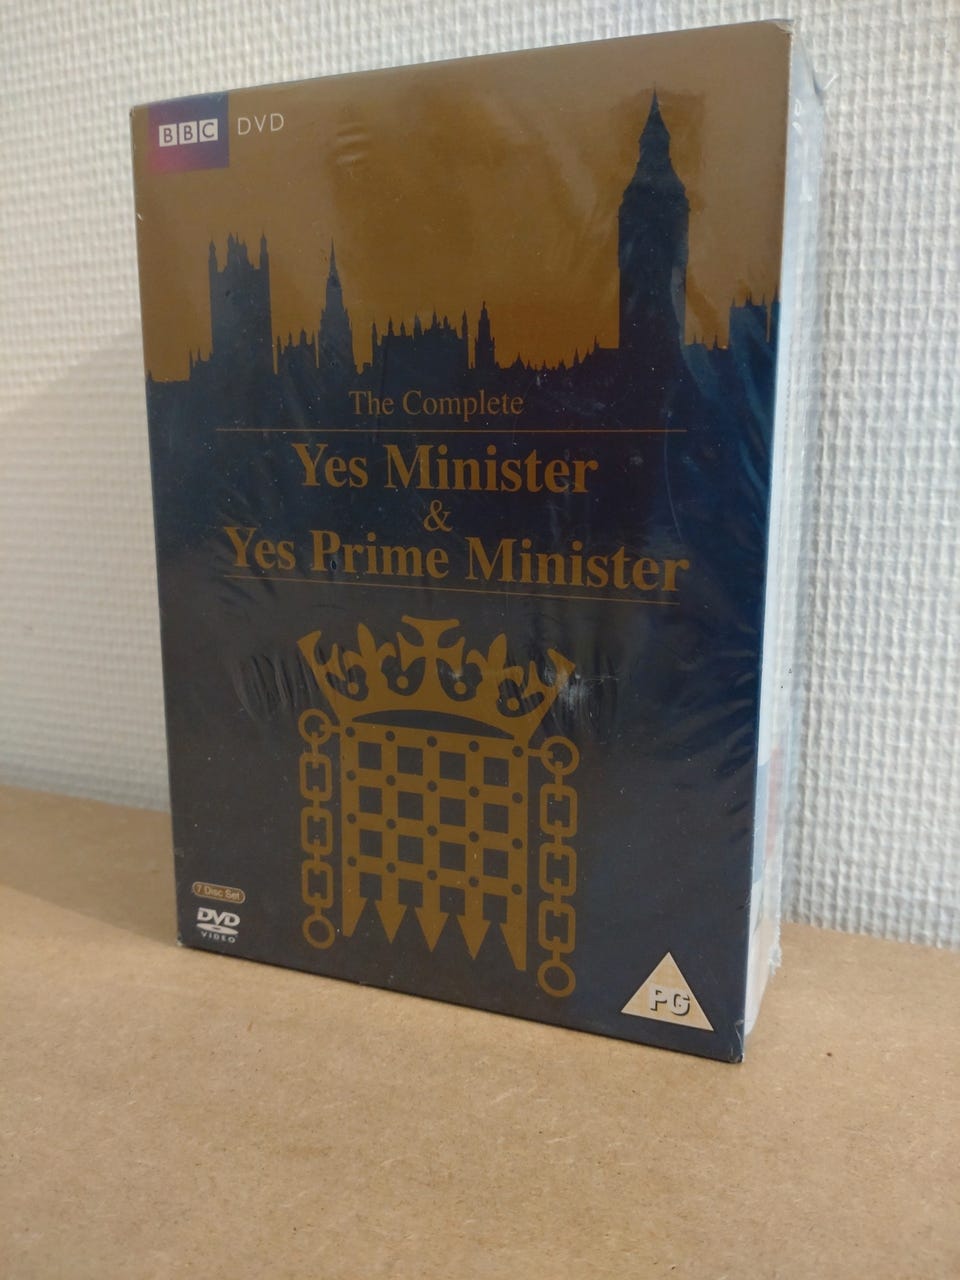 BBC DVD
The Complete
Yes Minister
&
Yes Prime Minister
7 Disc Set
DVD
VIDEO
PG